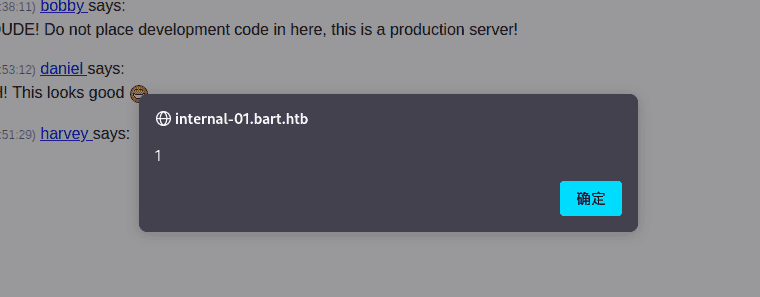 :38:11) bobby says:
UDE! Do not place development code in here, this is a production server!
:53:12) daniel says:
! This looks good
:51:29) harvey says:
internal-01.bart.htb
1
确定